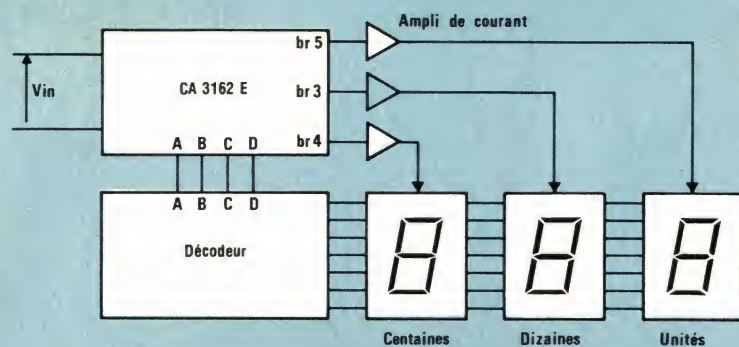 Ampli de courant
br 5
Vin
CA 3162 E
br 3
br 4
A B C D
A B C D
Décodeur
Centaines Dizaines Unités